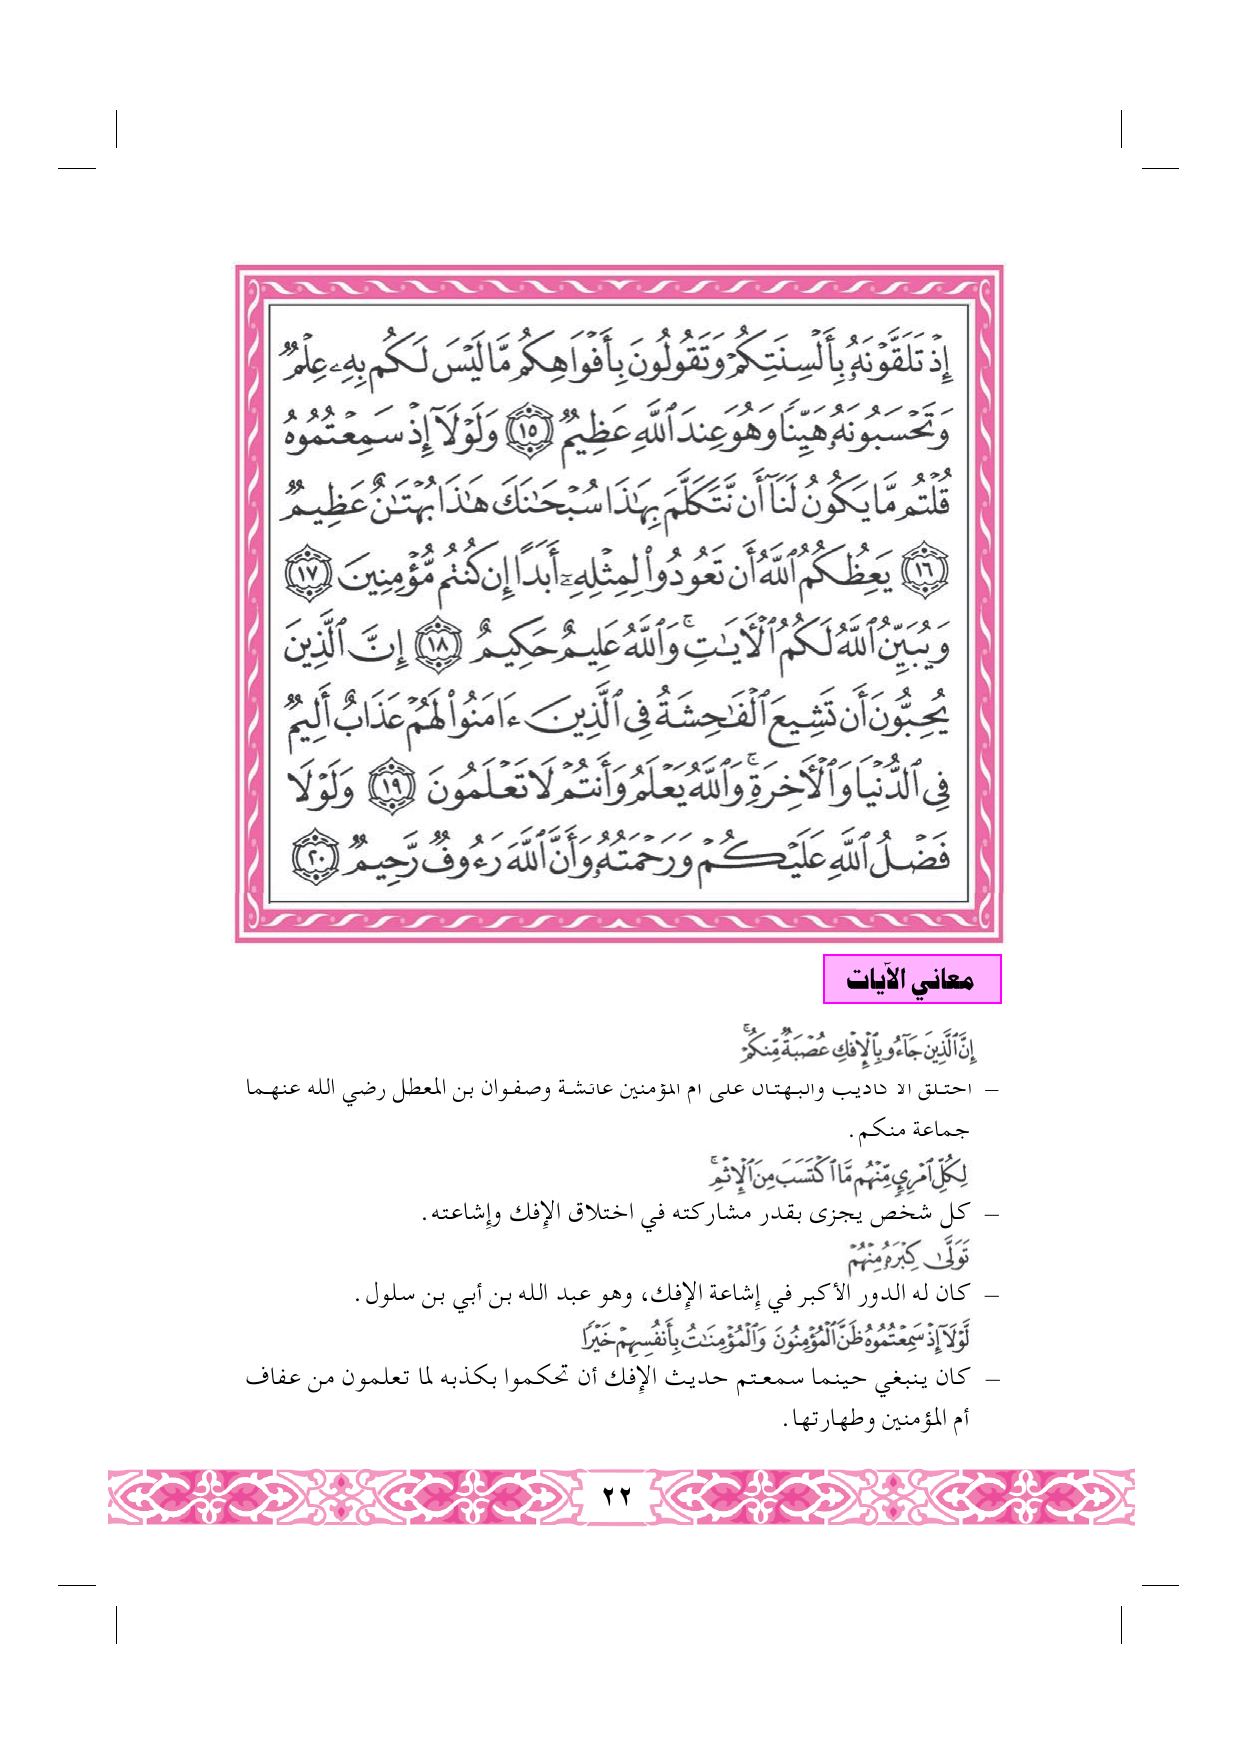 إِذْ تَلَقَّوْنَهُۥ بِأَلْسِنَتِكُمْ وَتَقُولُونَ بِأَفْوَاهِكُم مَّا لَيْسَ لَكُم بِهِۦ عِلْمٌ
وَتَحْسَبُونَهُۥ هَيِّنًا وَهُوَ عِندَ ٱللَّهِ عَظِيمٌ ١٥ وَلَوْلَآ إِذْ سَمِعْتُمُوهُ
قُلْتُم مَّا يَكُونُ لَنَآ أَن نَّتَكَلَّمَ بِهَـٰذَا سُبْحَـٰنَكَ هَـٰذَا بُهْتَـٰنٌ عَظِيمٌ
١٦ يَعِظُكُمُ ٱللَّهُ أَن تَعُودُوا۟ لِمِثْلِهِۦٓ أَبَدًا إِن كُنتُم مُّؤْمِنِينَ ١٧
وَيُبَيِّنُ ٱللَّهُ لَكُمُ ٱلْـَٔايَـٰتِ ۚ وَٱللَّهُ عَلِيمٌ حَكِيمٌ ١٨ إِنَّ ٱلَّذِينَ
يُحِبُّونَ أَن تَشِيعَ ٱلْفَـٰحِشَةُ فِى ٱلَّذِينَ ءَامَنُوا۟ لَهُمْ عَذَابٌ أَلِيمٌ
فِى ٱلدُّنْيَا وَٱلْـَٔاخِرَةِ ۚ وَٱللَّهُ يَعْلَمُ وَأَنتُمْ لَا تَعْلَمُونَ ١٩ وَلَوْلَا
فَضْلُ ٱللَّهِ عَلَيْكُمْ وَرَحْمَتُهُۥ وَأَنَّ ٱللَّهَ رَءُوفٌ رَّحِيمٌ ٢٠
معاني الآيات
إِنَّ ٱلَّذِينَ جَآءُو بِٱلْإِفْكِ عُصْبَةٌ مِّنكُمْ ۚ
– اختلق الأكاذيب والبهتان على أم المؤمنين عائشة وصفوان بن المعطل رضي الله عنهما
جماعة منكم.
لِكُلِّ ٱمْرِئٍ مِّنْهُم مَّا ٱكْتَسَبَ مِنَ ٱلْإِثْمِ ۚ
– كل شخص يجزى بقدر مشاركته في اختلاق الإفك وإشاعته.
تَوَلَّىٰ كِبْرَهُۥ مِنْهُمْ
– كان له الدور الأكبر في إشاعة الإفك، وهو عبد الله بن أبي بن سلول.
لَّوْلَآ إِذْ سَمِعْتُمُوهُ ظَنَّ ٱلْمُؤْمِنُونَ وَٱلْمُؤْمِنَـٰتُ بِأَنفُسِهِمْ خَيْرًا
– كان ينبغي حينما سمعتم حديث الإفك أن تحكموا بكذبه لما تعلمون من عفاف
أم المؤمنين وطهارتها.
٢٢